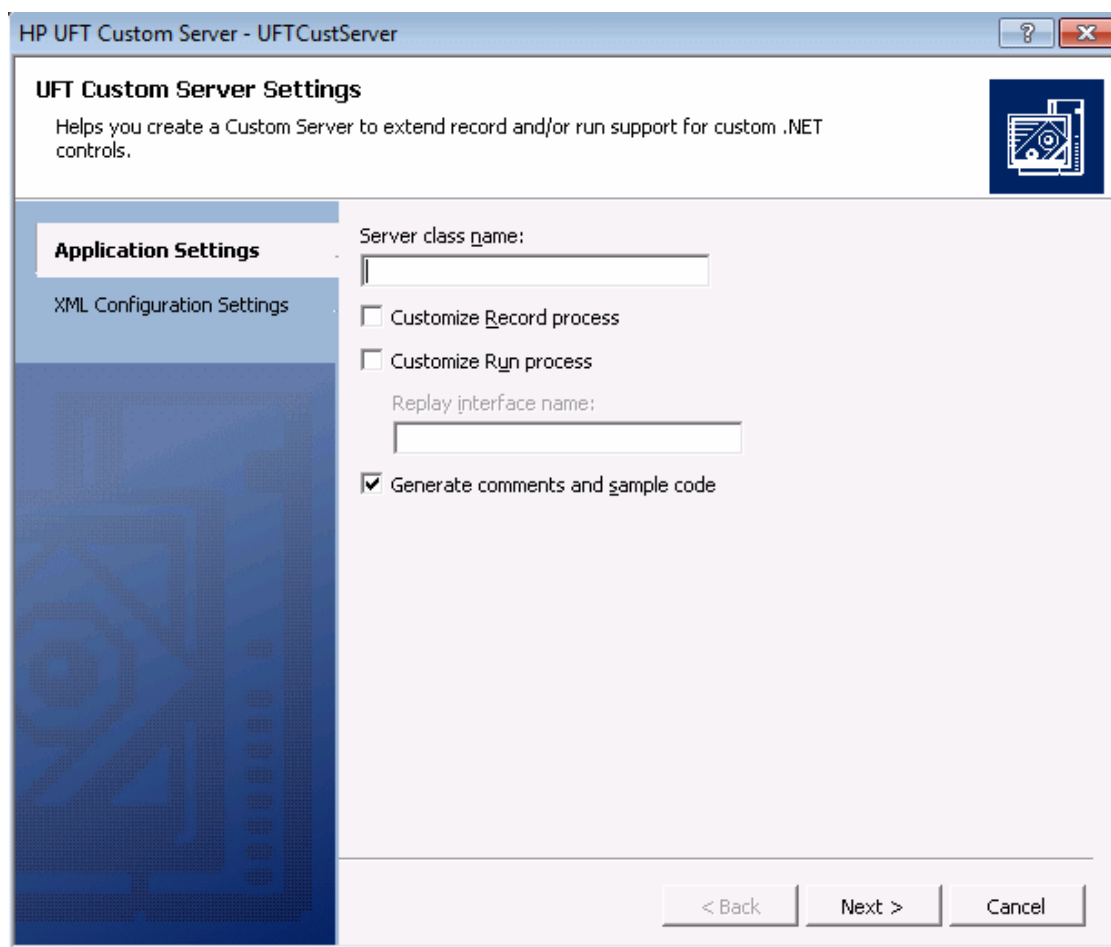 HP UFT Custom Server - UFTCustServer
UFT Custom Server Settings
Helps you create a Custom Server to extend record and/or run support for custom .NET
controls.
Application Settings
XML Configuration Settings
Server class name:
Customize Record process
Customize Run process
Replay interface name:
Generate comments and sample code
< Back
Next >
Cancel